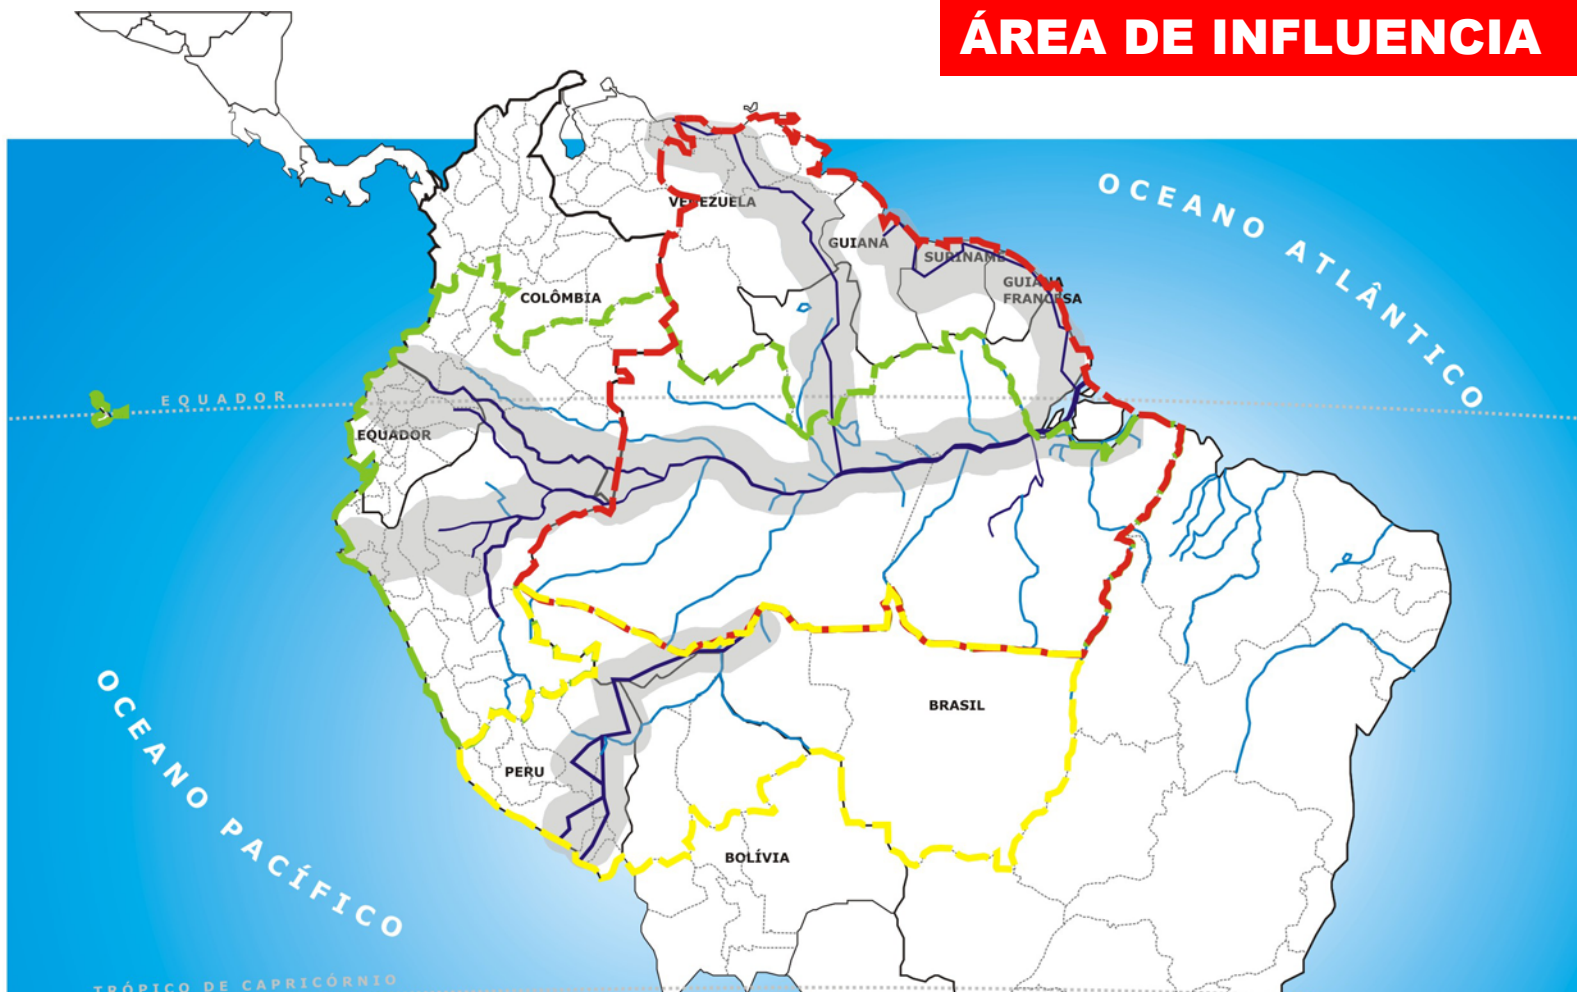 ÁREA DE INFLUENCIA
OCEANO ATLÂNTICO
VENEZUELA
GUIANA
SURINAME
GUIANA
FRANCESA
COLÔMBIA
EQUADOR
EQUADOR
OCEANO PACÍFICO
BRASIL
PERU
BOLÍVIA
TRÓPICO DE CAPRICÓRNIO